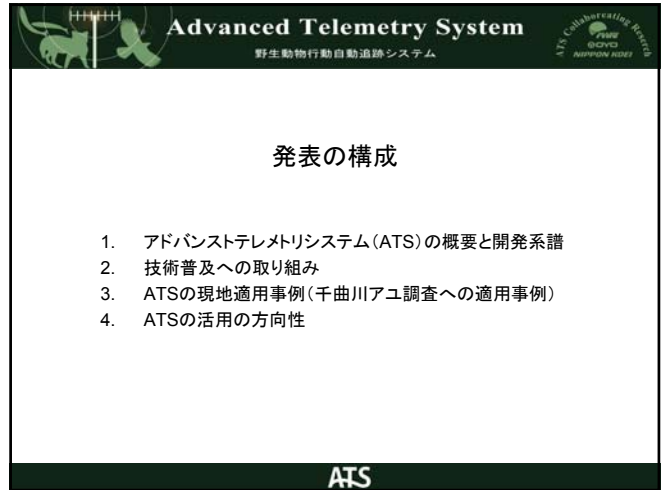 Advanced Telemetry System
野生動物行動自動追跡システム
ATS Collaborating Research
PWRI
GOYO
NIPPON KOEI
発表の構成
1. アドバンストテレメトリシステム(ATS)の概要と開発系譜
2. 技術普及への取り組み
3. ATSの現地適用事例(千曲川アユ調査への適用事例)
4. ATSの活用の方向性
ATS